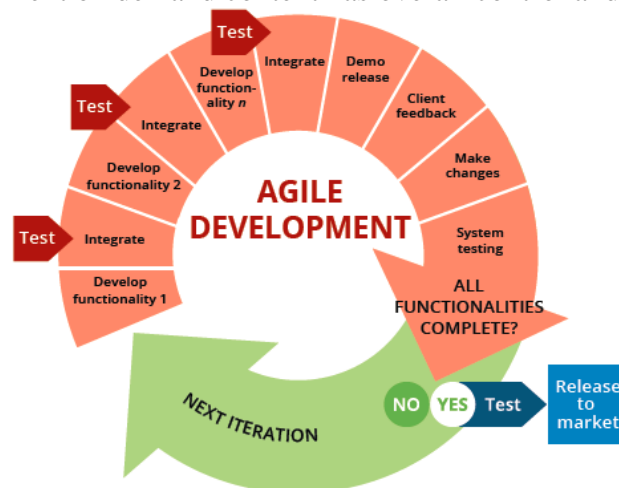 Develop
functionality 1
Test
Integrate
Develop
functionality 2
Test
Integrate
Develop
function-
ality n
Test
Integrate
Demo
release
Client
feedback
Make
changes
System
testing
AGILE
DEVELOPMENT
ALL
FUNCTIONALITIES
COMPLETE?
NO
YES
Test
Release
to
market
NEXT ITERATION